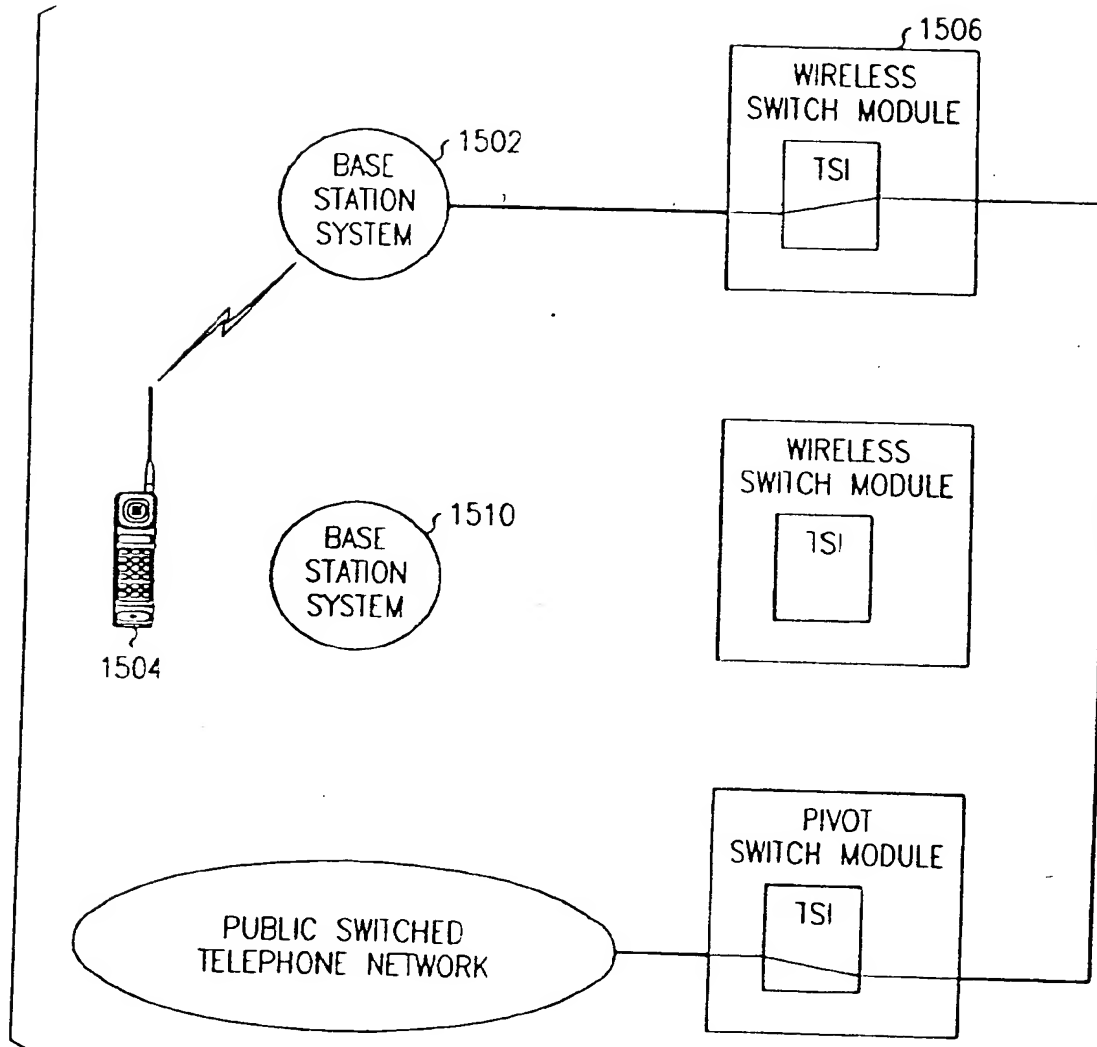 1506
WIRELESS
SWITCH MODULE
TSI
1502
BASE
STATION
SYSTEM
WIRELESS
SWITCH MODULE
TSI
1510
BASE
STATION
SYSTEM
1504
PIVOT
SWITCH MODULE
TSI
PUBLIC SWITCHED
TELEPHONE NETWORK